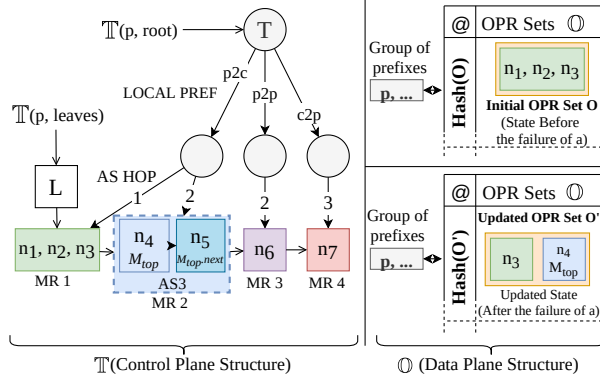 𝕋(p, root)
T
p2c
p2p
c2p
LOCAL PREF
𝕋(p, leaves)
L
AS HOP
1
2
2
3
n1, n2, n3
n4
Mtop
n5
Mtop.next
n6
n7
AS3
MR 1
MR 2
MR 3
MR 4
𝕋(Control Plane Structure)
Group of
prefixes
p, ...
@
OPR Sets 𝕆
Hash(O)
n1, n2, n3
Initial OPR Set O
(State Before
the failure of a)
Group of
prefixes
p, ...
@
OPR Sets 𝕆
Hash(O')
Updated OPR Set O'
n3
n4
Mtop
Updated State
(After the failure of a)
𝕆 (Data Plane Structure)